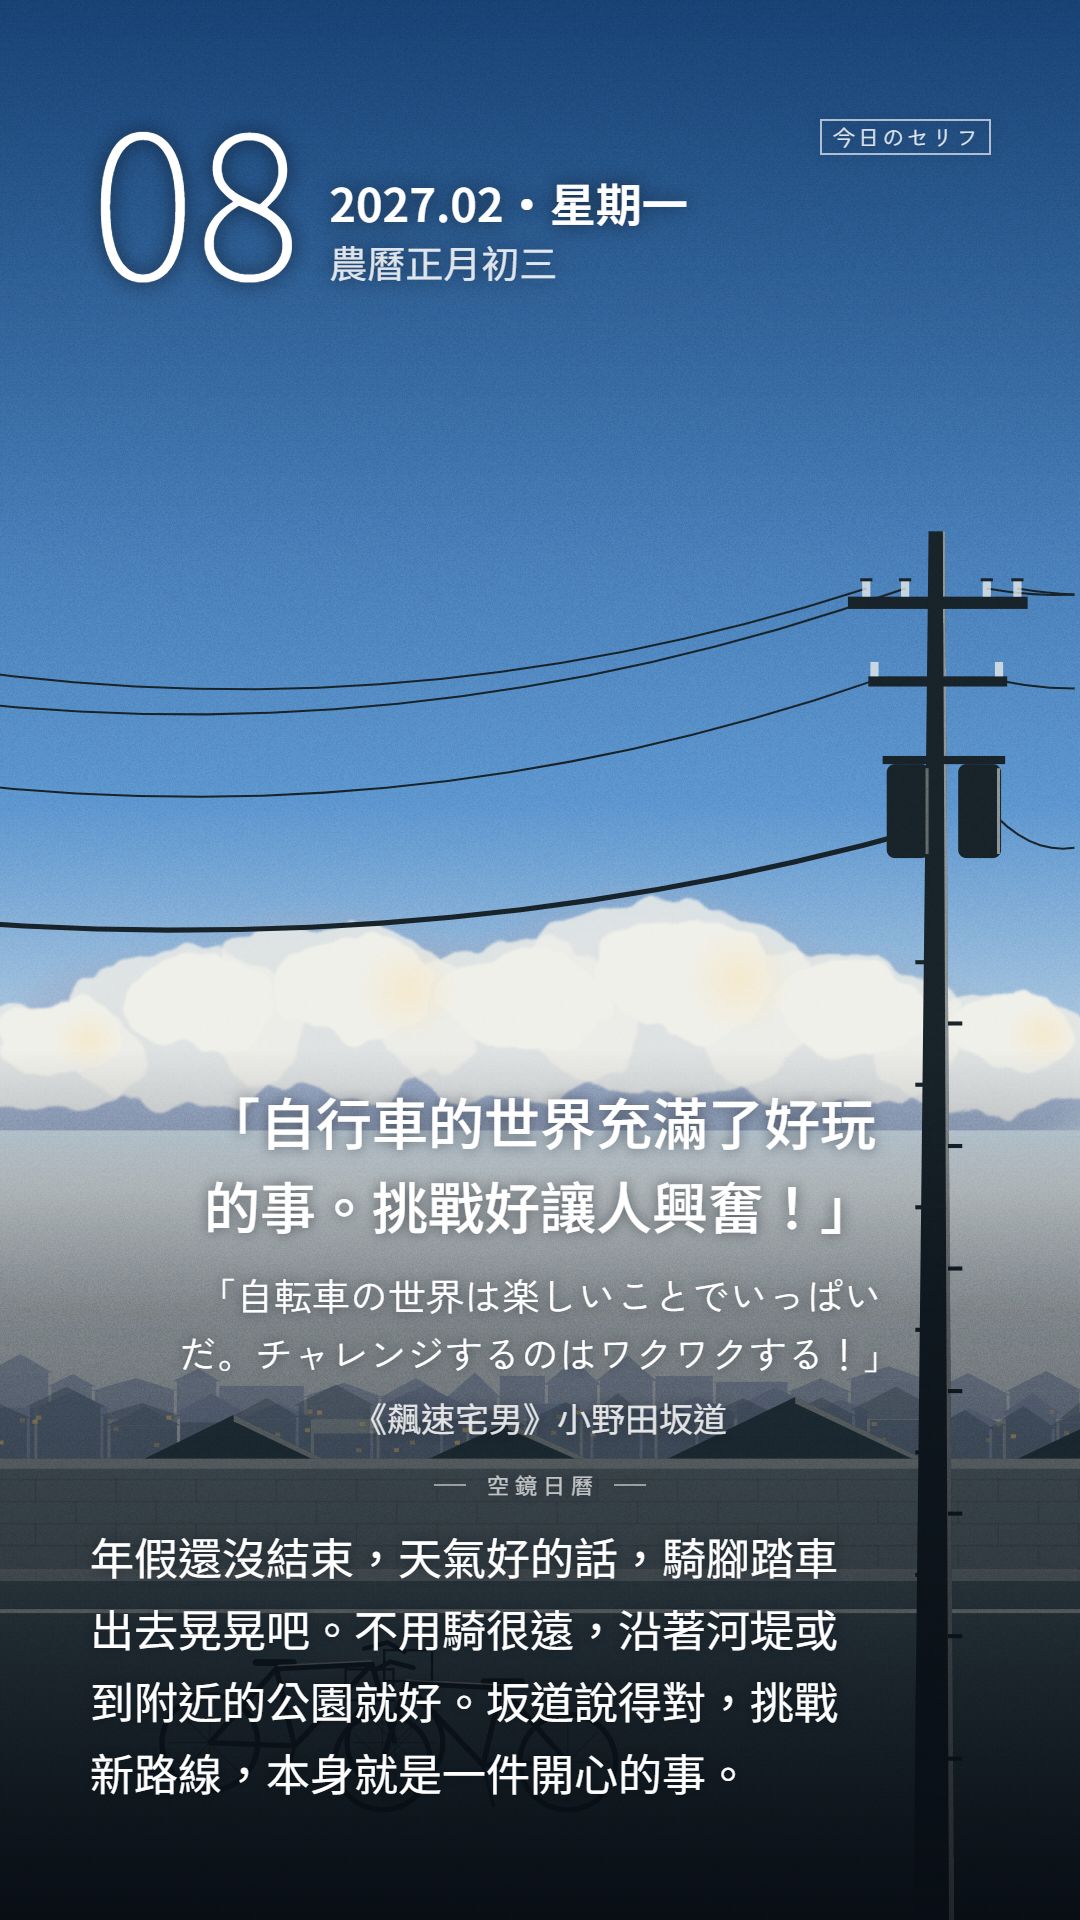 08
今日のセリフ
2027.02・星期一
農曆正月初三
「自行車的世界充滿了好玩
的事。挑戰好讓人興奮！」
「自転車の世界は楽しいことでいっぱい
だ。チャレンジするのはワクワクする！」
《飆速宅男》小野田坂道
空鏡日曆
年假還沒結束，天氣好的話，騎腳踏車
出去晃晃吧。不用騎很遠，沿著河堤或
到附近的公園就好。坂道說得對，挑戰
新路線，本身就是一件開心的事。